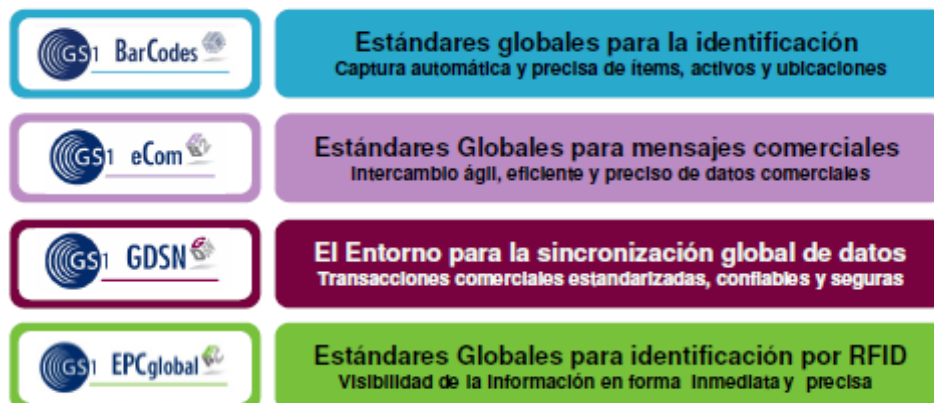 GS1 BarCodes
Estándares globales para la identificación
Captura automática y precisa de ítems, activos y ubicaciones
GS1 eCom
Estándares Globales para mensajes comerciales
Intercambio ágil, eficiente y preciso de datos comerciales
GS1 GDSN
El Entorno para la sincronización global de datos
Transacciones comerciales estandarizadas, confiables y seguras
GS1 EPCglobal
Estándares Globales para identificación por RFID
Visibilidad de la información en forma inmediata y precisa